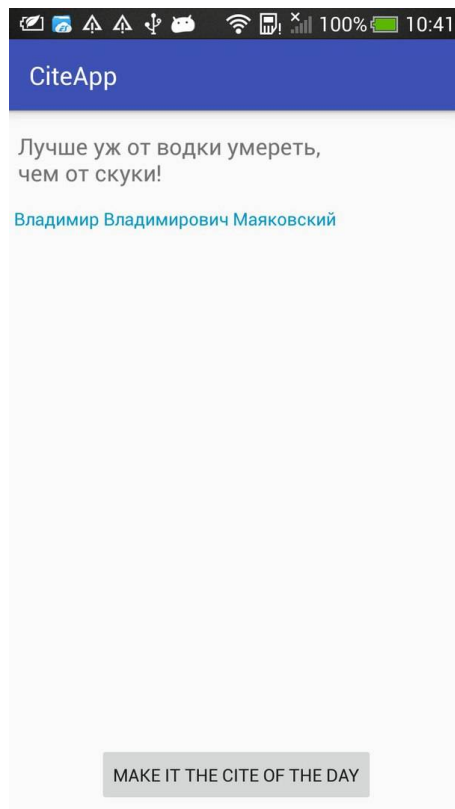 100% 10:41
CiteApp
Лучше уж от водки умереть,
чем от скуки!
Владимир Владимирович Маяковский
MAKE IT THE CITE OF THE DAY